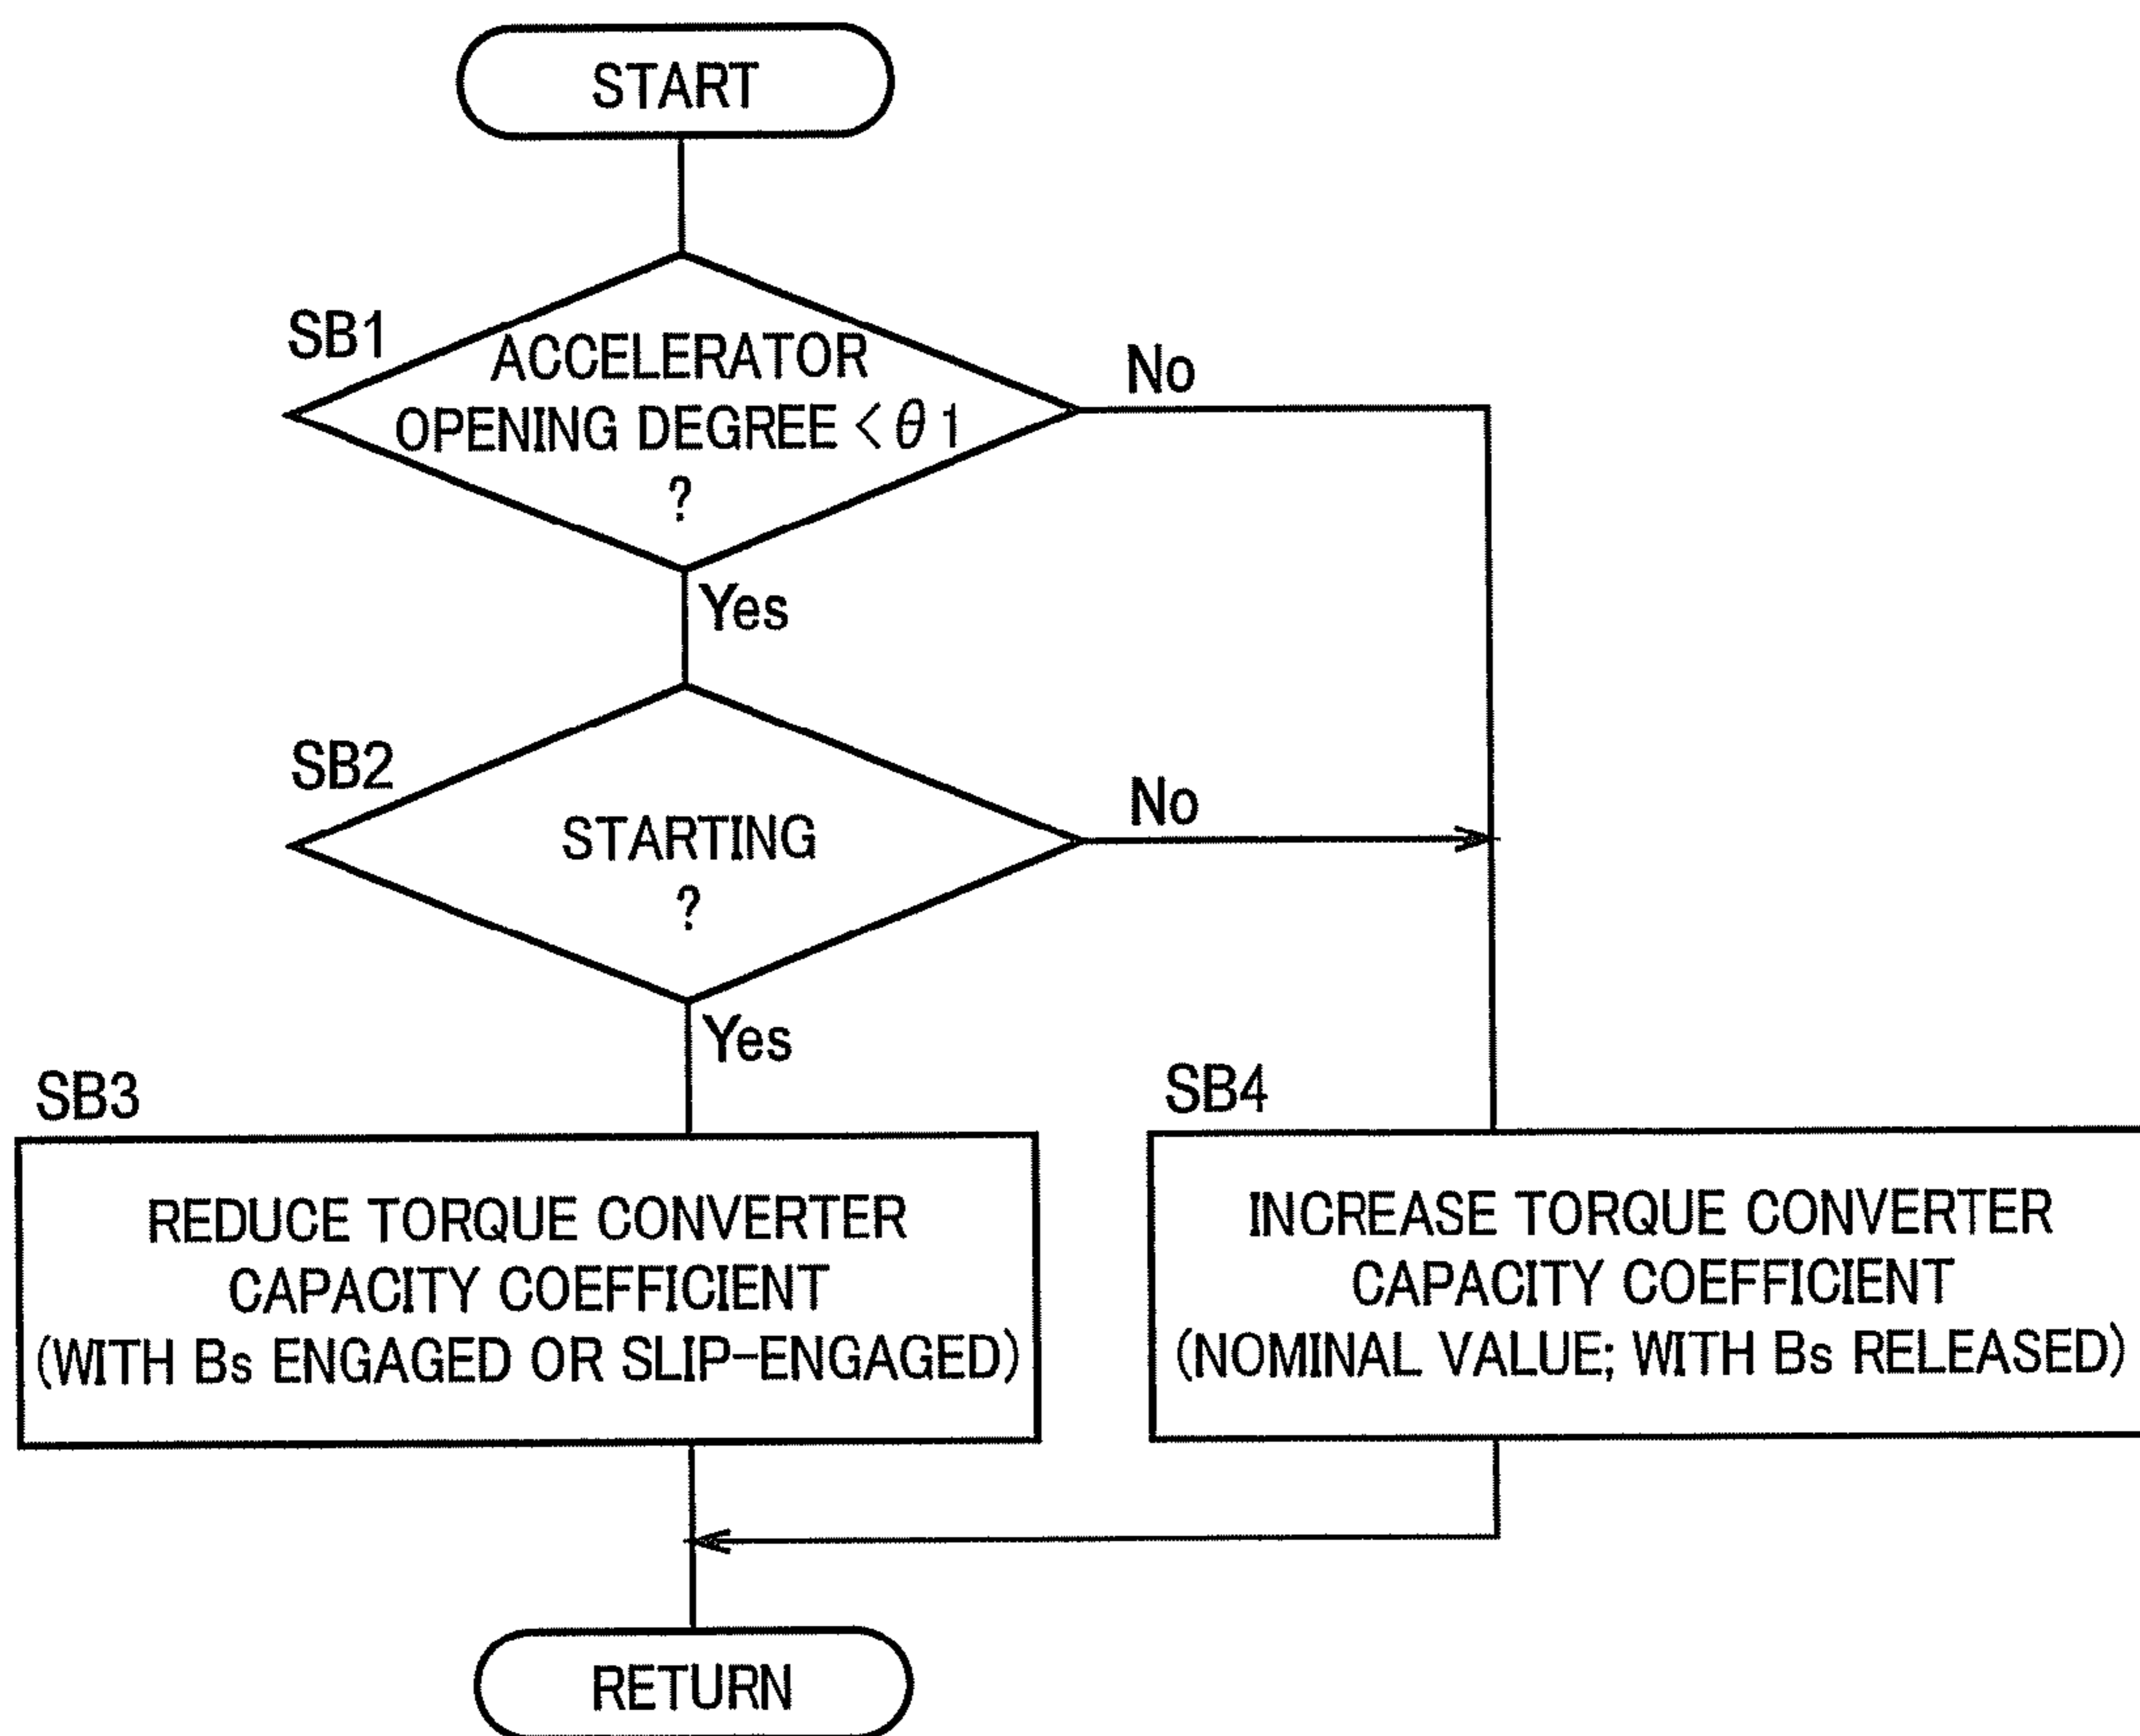 START
SB1
ACCELERATOR
OPENING DEGREE < θ 1
?
No
Yes
SB2
STARTING
?
No
Yes
SB3
REDUCE TORQUE CONVERTER
CAPACITY COEFFICIENT
(WITH Bs ENGAGED OR SLIP-ENGAGED)
SB4
INCREASE TORQUE CONVERTER
CAPACITY COEFFICIENT
(NOMINAL VALUE; WITH Bs RELEASED)
RETURN